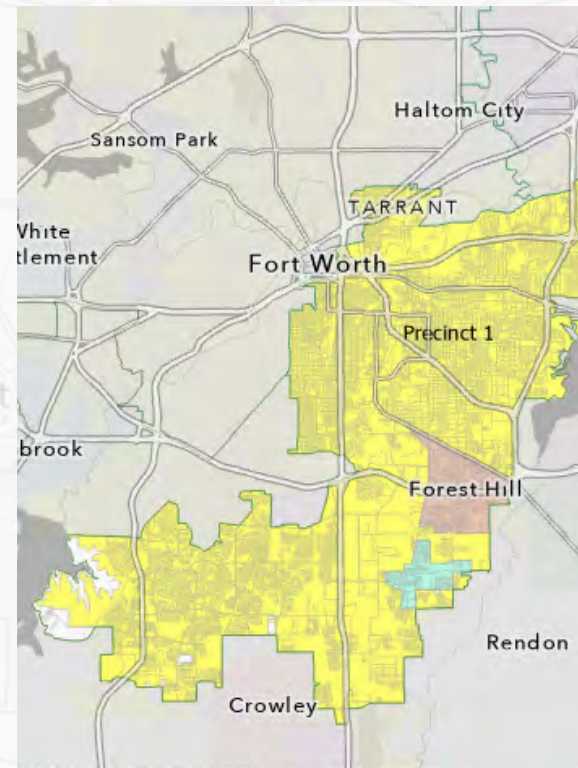 Haltom City
Sansom Park
TARRANT
White
tlement
Fort Worth
Precinct 1
brook
Forest Hill
Rendon
Crowley